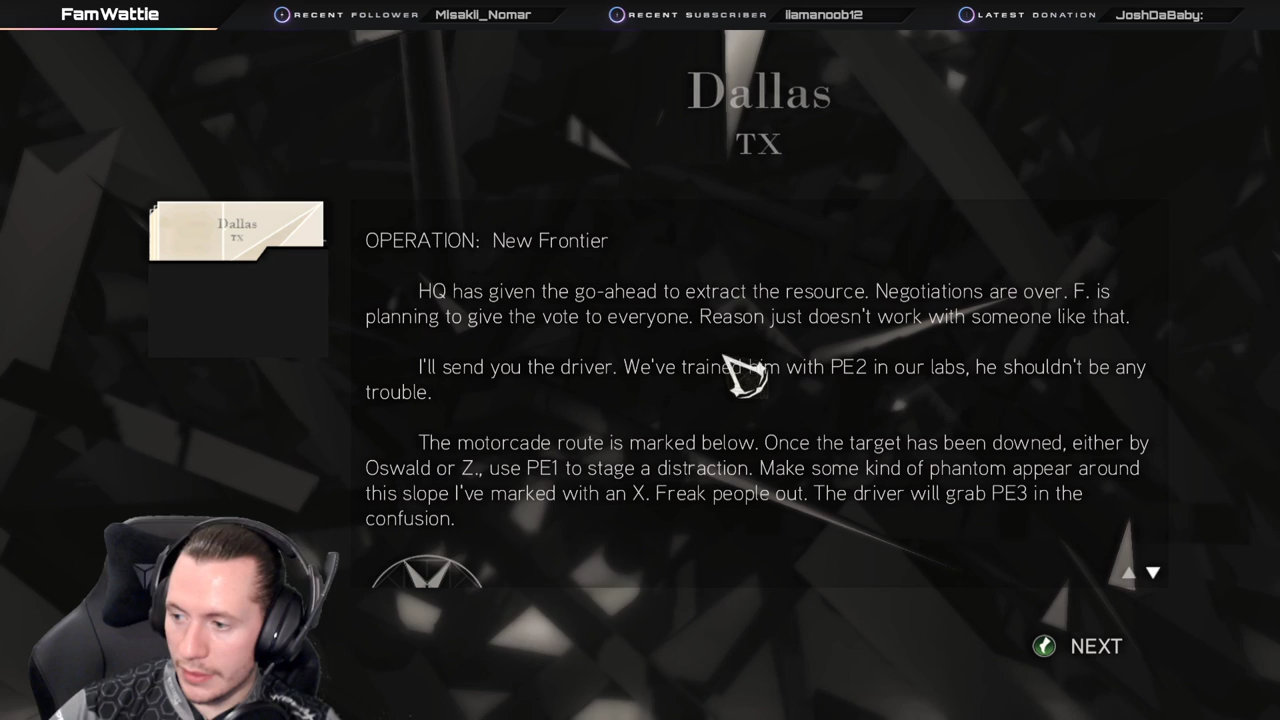 FamWattle
RECENT FOLLOWER Misakii_Nomar
RECENT SUBSCRIBER llamanoob12
LATEST DONATION JoshDaBaby:
Dallas
TX
Dallas
TX
OPERATION: New Frontier
HQ has given the go-ahead to extract the resource. Negotiations are over. F. is
planning to give the vote to everyone. Reason just doesn't work with someone like that.
I'll send you the driver. We've trained him with PE2 in our labs, he shouldn't be any
trouble.
The motorcade route is marked below. Once the target has been downed, either by
Oswald or Z., use PE1 to stage a distraction. Make some kind of phantom appear around
this slope I've marked with an X. Freak people out. The driver will grab PE3 in the
confusion.
NEXT